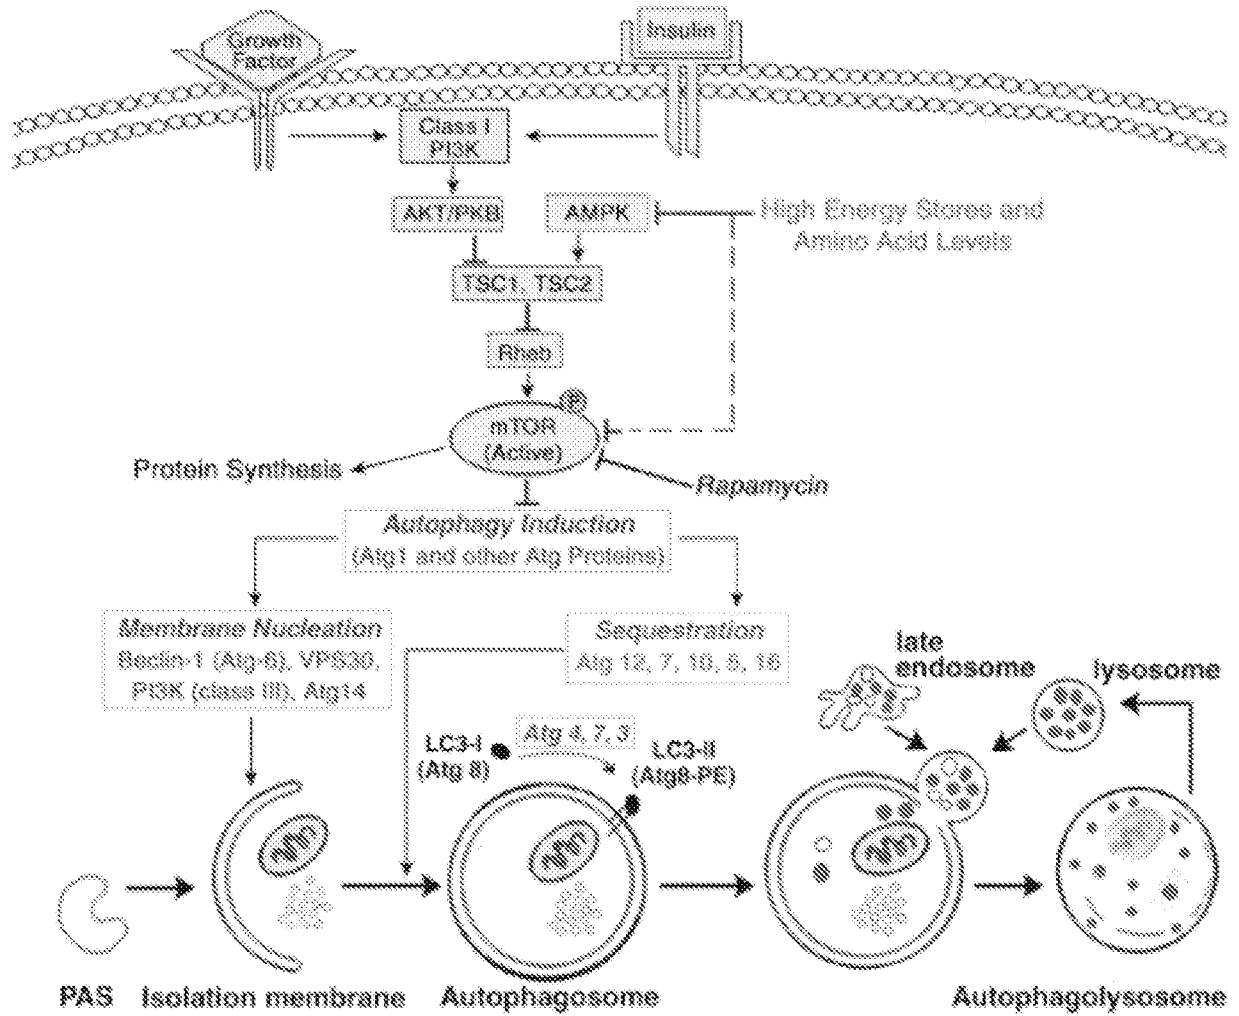 Growth
Factor
Insulin
Class I
PI3K
AKT/PKB
AMPK
High Energy Stores and
Amino Acid Levels
TSC1, TSC2
Rheb
P
mTOR
(Active)
Protein Synthesis
Rapamycin
Autophagy Induction
(Atg1 and other Atg Proteins)
Membrane Nucleation
Beclin-1 (Atg-6), VPS30,
PI3K (class III), Atg14
Sequestration
Atg 12, 7, 10, 5, 16
late
endosome
lysosome
LC3-I
(Atg 8)
Atg 4, 7, 3
LC3-II
(Atg8-PE)
PAS
Isolation membrane
Autophagosome
Autophagolysosome